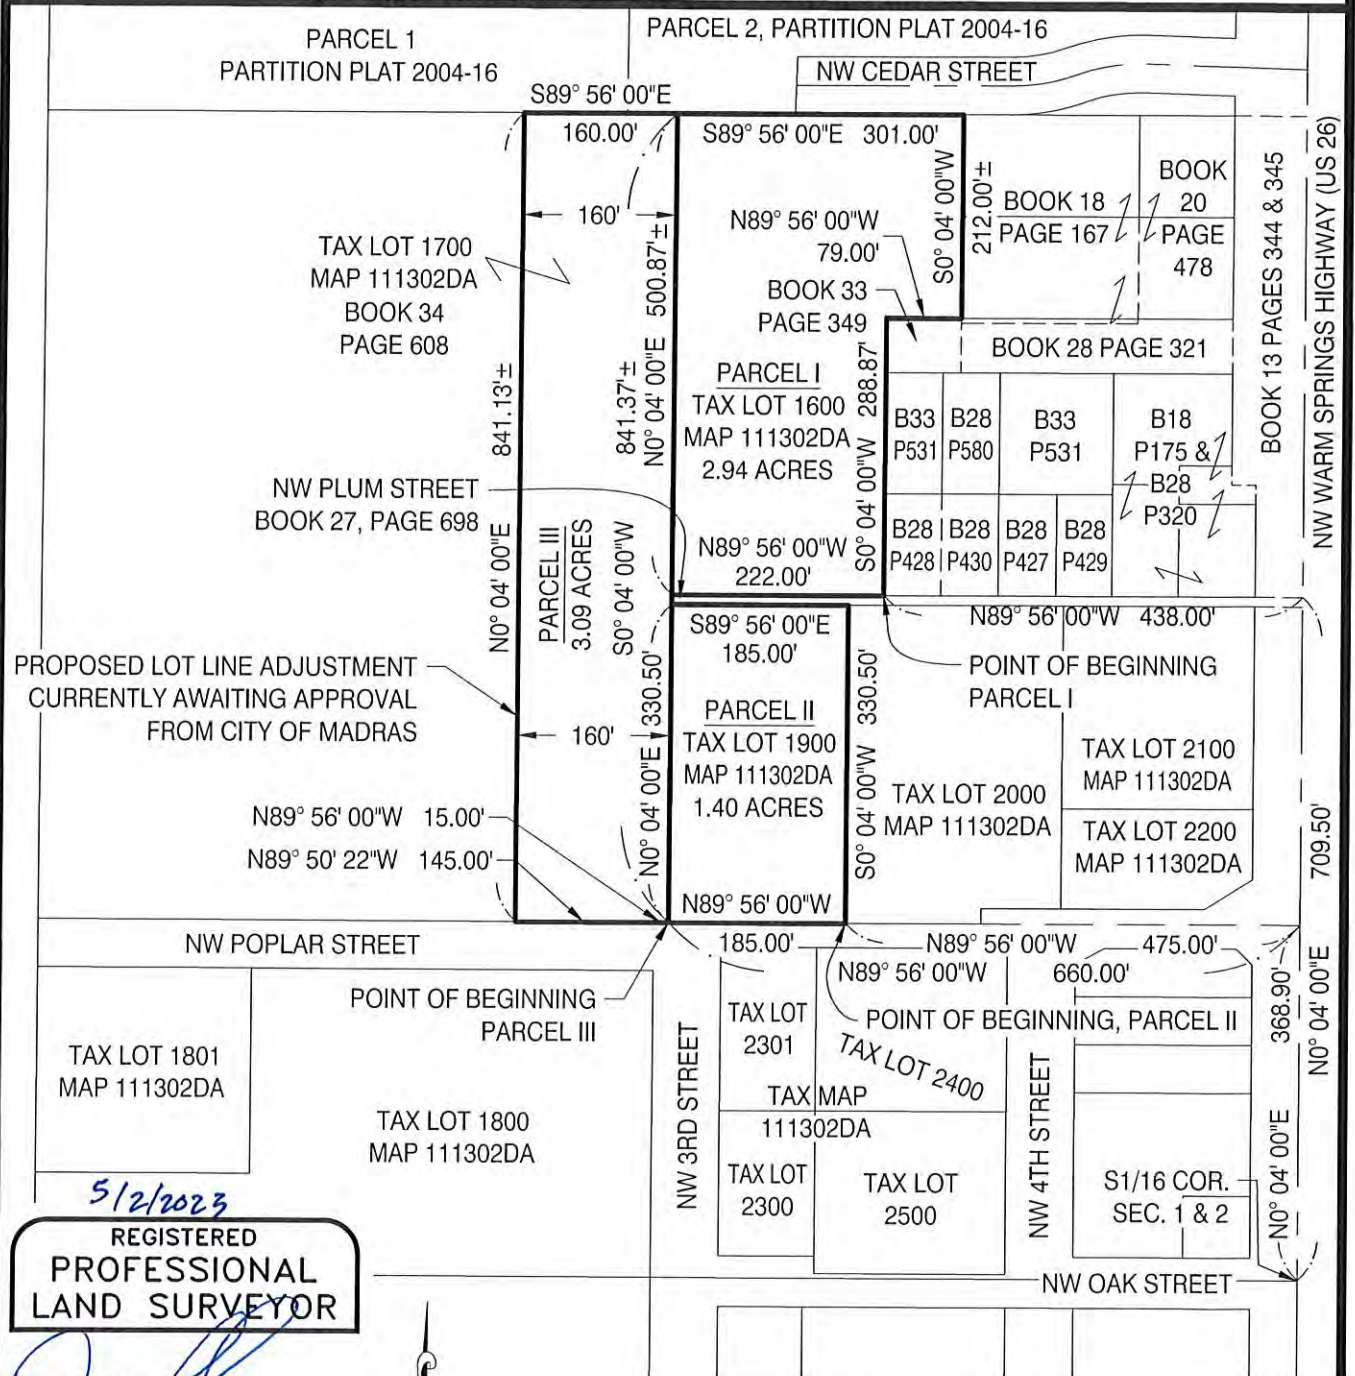 PARCEL 1
PARTITION PLAT 2004-16
PARCEL 2, PARTITION PLAT 2004-16
NW CEDAR STREET
S89° 56' 00"E
160.00'
S89° 56' 00"E 301.00'
160'
TAX LOT 1700
MAP 111302DA
BOOK 34
PAGE 608
841.13'±
N0° 04' 00"E
841.37'±
S0° 04' 00"W
500.87'±
N0° 04' 00"E
N89° 56' 00"W
79.00'
BOOK 33
PAGE 349
S0° 04' 00"W
212.00'±
BOOK 18
PAGE 167
BOOK
20
PAGE
478
BOOK 13 PAGES 344 & 345
NW WARM SPRINGS HIGHWAY (US 26)
BOOK 28 PAGE 321
PARCEL I
TAX LOT 1600
MAP 111302DA
2.94 ACRES
S0° 04' 00"W 288.87'
B33
P531
B28
P580
B33
P531
B18
P175 &
B28
P320
B28
P428
B28
P430
B28
P427
B28
P429
NW PLUM STREET
BOOK 27, PAGE 698
PARCEL III
3.09 ACRES
N89° 56' 00"W
222.00'
N89° 56' 00"W 438.00'
S89° 56' 00"E
185.00'
POINT OF BEGINNING
PARCEL I
PROPOSED LOT LINE ADJUSTMENT
CURRENTLY AWAITING APPROVAL
FROM CITY OF MADRAS
160'
N0° 04' 00"E 330.50'
PARCEL II
TAX LOT 1900
MAP 111302DA
1.40 ACRES
S0° 04' 00"W 330.50'
TAX LOT 2000
MAP 111302DA
TAX LOT 2100
MAP 111302DA
TAX LOT 2200
MAP 111302DA
709.50'
N0° 04' 00"E
N89° 56' 00"W 15.00'
N89° 50' 22"W 145.00'
N89° 56' 00"W
185.00'
NW POPLAR STREET
N89° 56' 00"W 475.00'
N89° 56' 00"W 660.00'
POINT OF BEGINNING
PARCEL III
POINT OF BEGINNING, PARCEL II
368.90'
N0° 04' 00"E
TAX LOT 1801
MAP 111302DA
TAX LOT 1800
MAP 111302DA
NW 3RD STREET
TAX LOT
2301
TAX LOT 2400
TAX MAP
111302DA
TAX LOT
2300
TAX LOT
2500
NW 4TH STREET
S1/16 COR.
SEC. 1 & 2
NW OAK STREET
5/2/2023
REGISTERED
PROFESSIONAL
LAND SURVEYOR